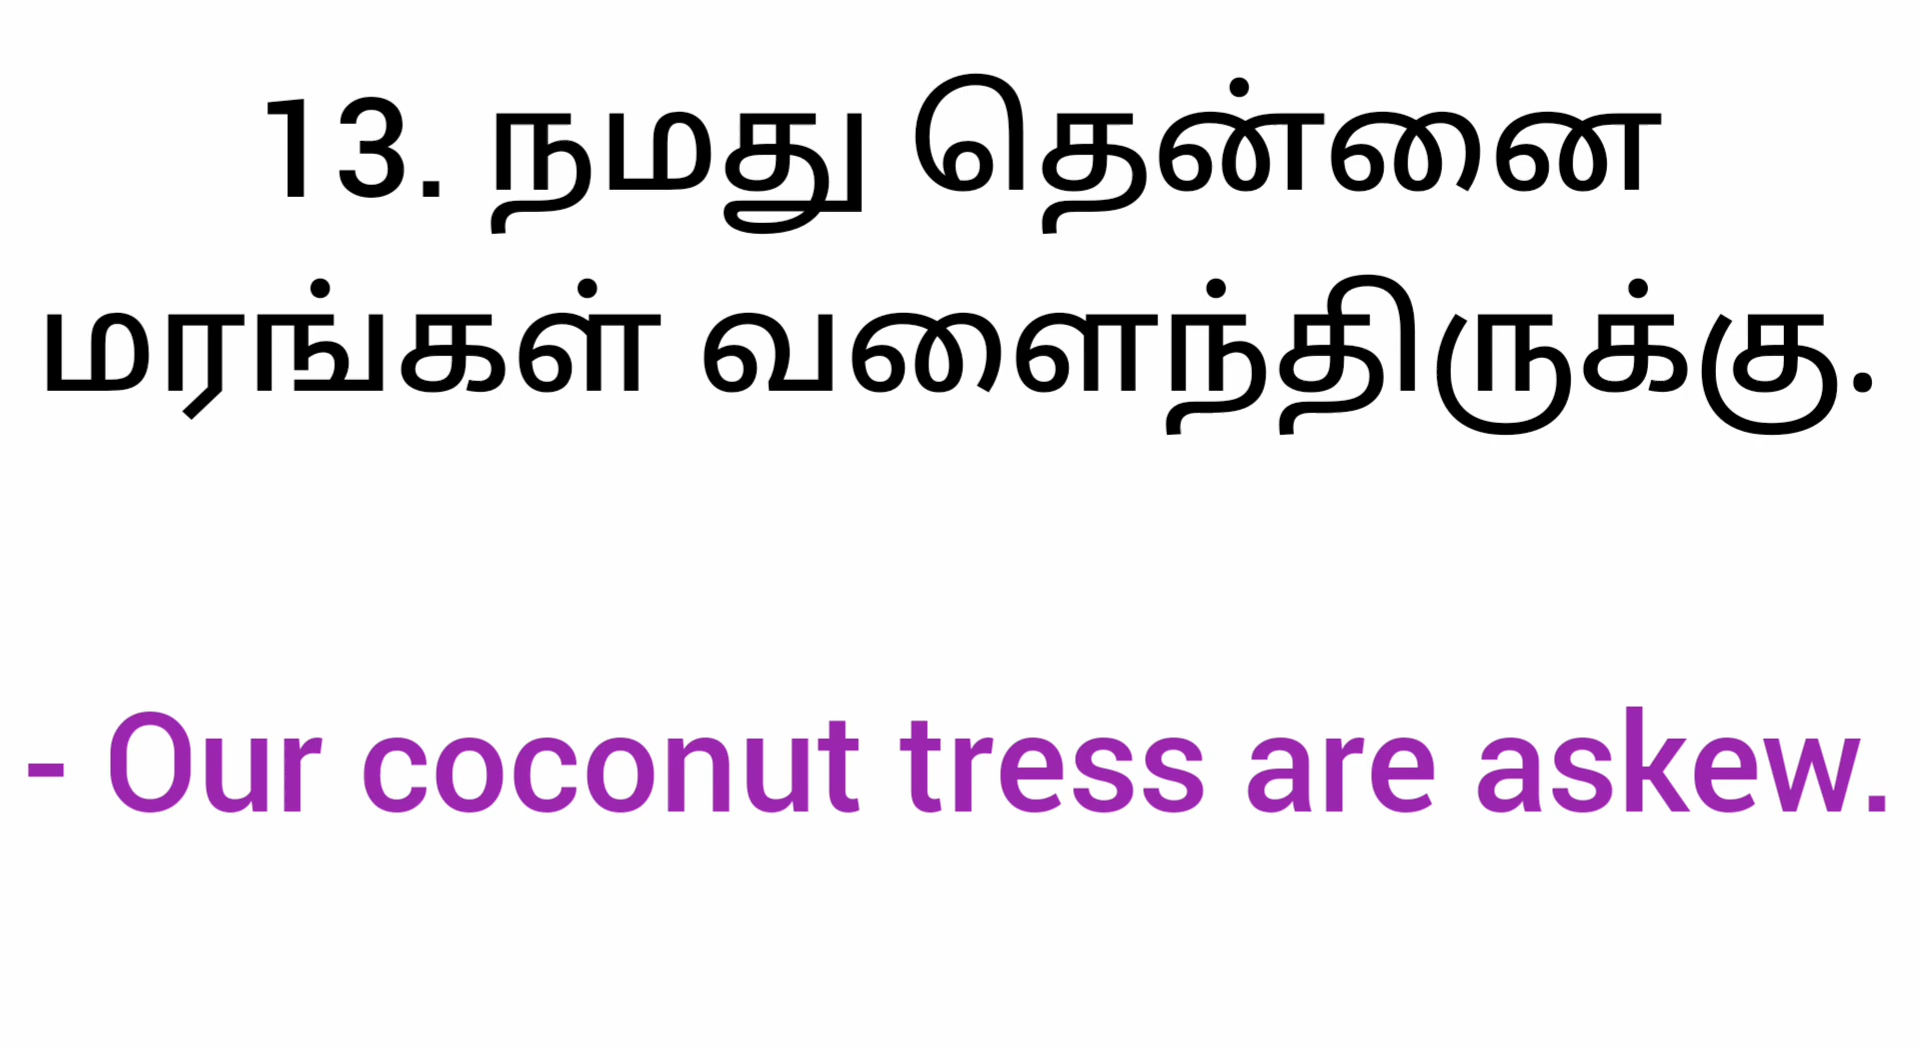 13. நமது தென்னை
மரங்கள் வளைந்திருக்கு.
- Our coconut tress are askew.